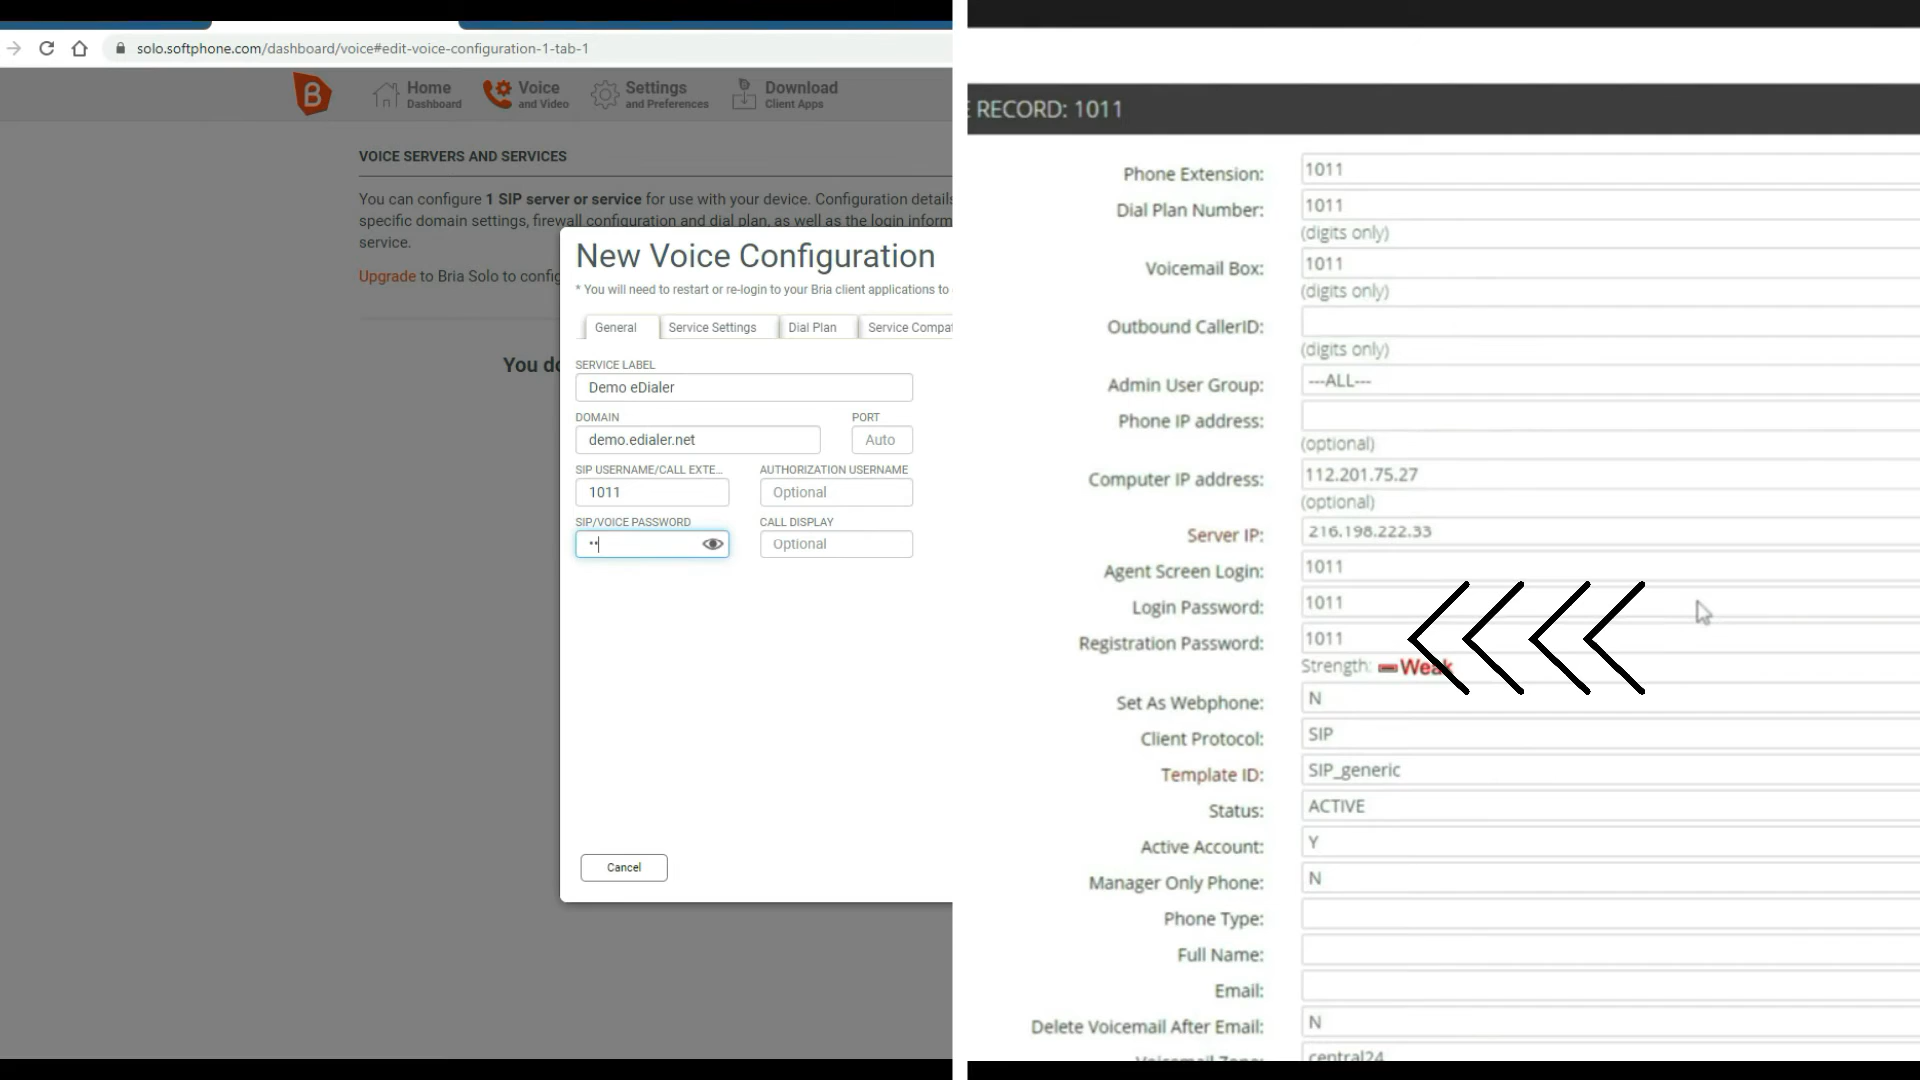 solo.softphone.com/dashboard/voice#edit-voice-configuration-1-tab-1
B
Home
Dashboard
Voice
and Video
Settings
and Preferences
Download
Client Apps
VOICE SERVERS AND SERVICES
You can configure 1 SIP server or service for use with your device. Configuration details
specific domain settings, firewall configuration and dial plan, as well as the login inform
service.
Upgrade to Bria Solo to config
You do
New Voice Configuration
* You will need to restart or re-login to your Bria client applications to
General
Service Settings
Dial Plan
Service Compat
SERVICE LABEL
Demo eDialer
DOMAIN
PORT
demo.edialer.net
Auto
SIP USERNAME/CALL EXTE...
AUTHORIZATION USERNAME
1011
Optional
SIP/VOICE PASSWORD
CALL DISPLAY
••
Optional
Cancel
RECORD: 1011
Phone Extension: 1011
Dial Plan Number: 1011
(digits only)
Voicemail Box: 1011
(digits only)
Outbound CallerID:
(digits only)
Admin User Group: ---ALL---
Phone IP address:
(optional)
Computer IP address: 112.201.75.27
(optional)
Server IP: 216.198.222.33
Agent Screen Login: 1011
Login Password: 1011
Registration Password: 1011
Strength: Weak
Set As Webphone: N
Client Protocol: SIP
Template ID: SIP_generic
Status: ACTIVE
Active Account: Y
Manager Only Phone: N
Phone Type:
Full Name:
Email:
Delete Voicemail After Email: N
Voicemail Zone: central24